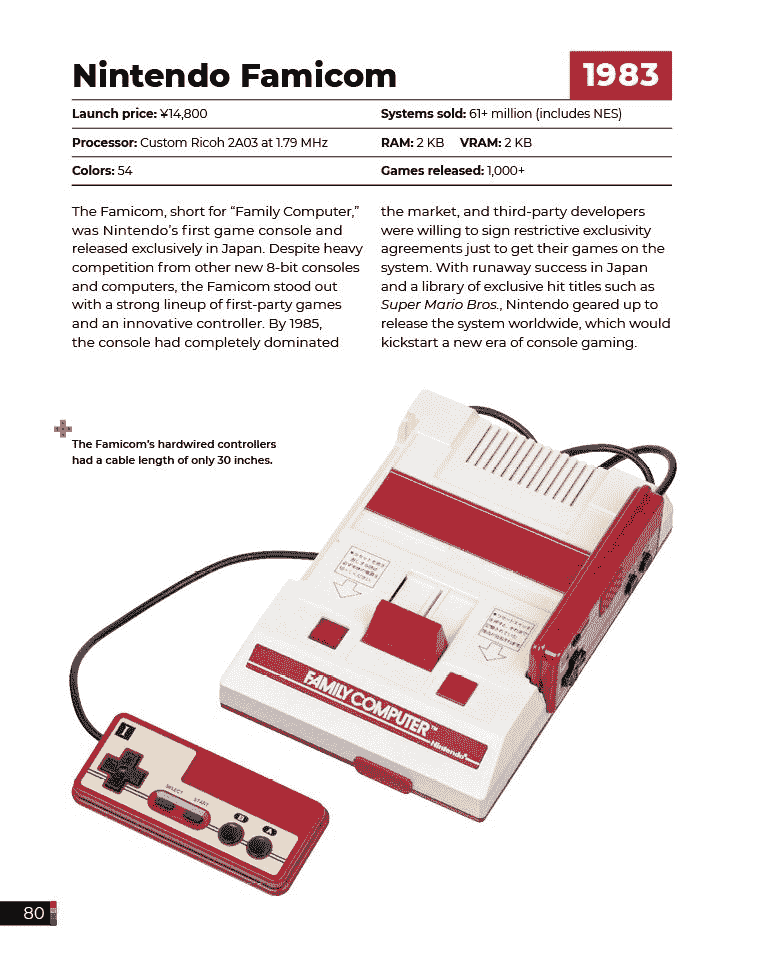 Nintendo Famicom
1983
Launch price: ¥14,800
Systems sold: 61+ million (includes NES)
Processor: Custom Ricoh 2A03 at 1.79 MHz
RAM: 2 KB VRAM: 2 KB
Colors: 54
Games released: 1,000+
The Famicom, short for “Family Computer,”
was Nintendo’s first game console and
released exclusively in Japan. Despite heavy
competition from other new 8-bit consoles
and computers, the Famicom stood out
with a strong lineup of first-party games
and an innovative controller. By 1985,
the console had completely dominated
the market, and third-party developers
were willing to sign restrictive exclusivity
agreements just to get their games on the
system. With runaway success in Japan
and a library of exclusive hit titles such as
Super Mario Bros., Nintendo geared up to
release the system worldwide, which would
kickstart a new era of console gaming.
The Famicom’s hardwired controllers
had a cable length of only 30 inches.
FAMILY COMPUTER™
Nintendo®
I
SELECT START
B A
80